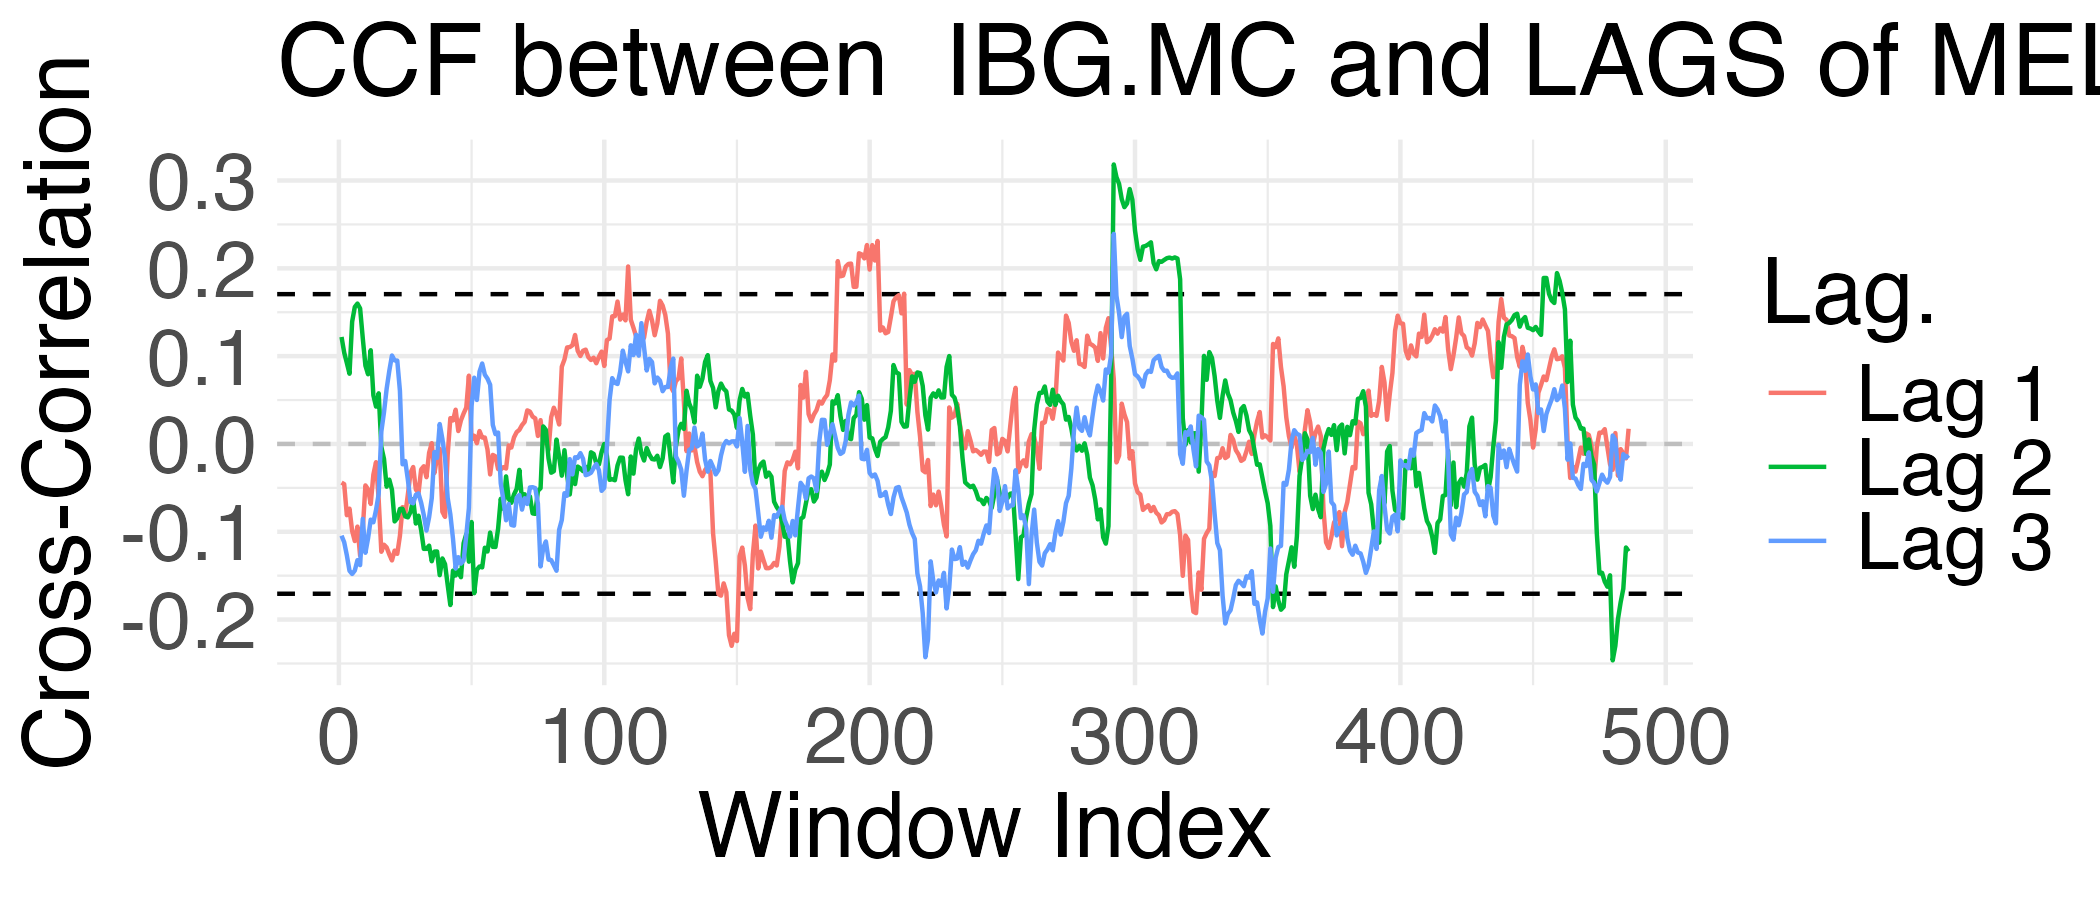 CCF between IBG.MC and LAGS of MEL
Cross-Correlation
0.3
0.2
0.1
0.0
-0.1
-0.2
0
100
200
300
400
500
Window Index
Lag.
Lag 1
Lag 2
Lag 3